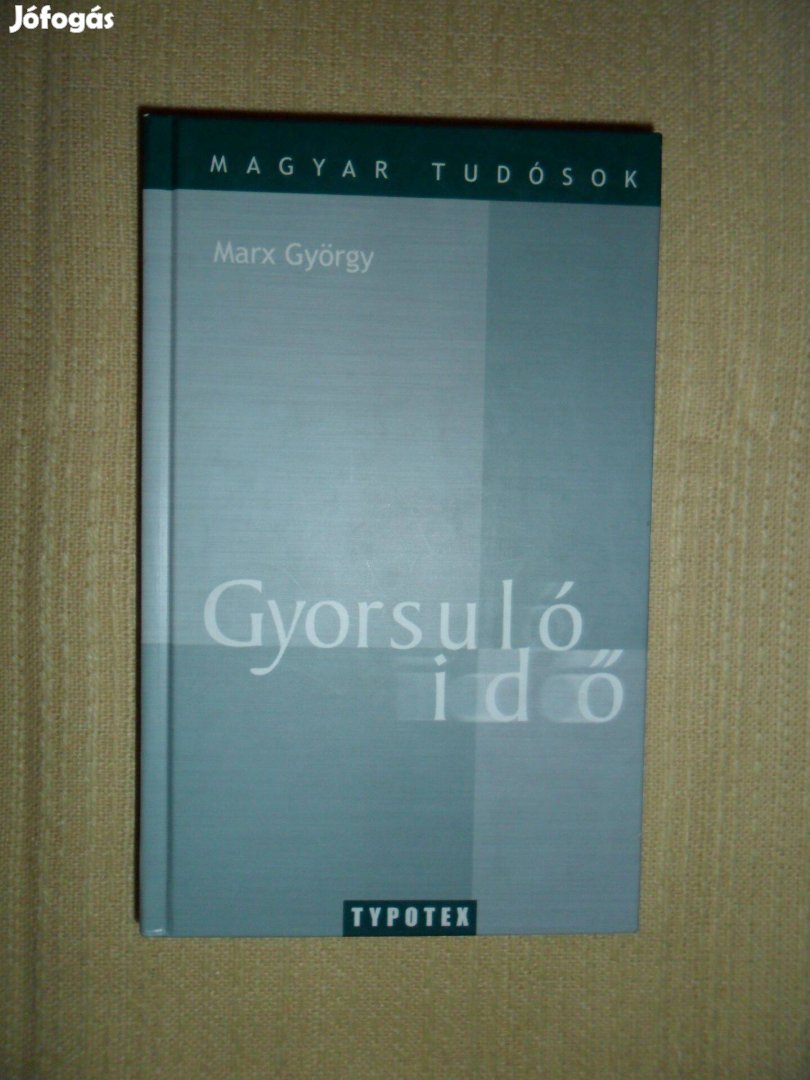 Jófogás
MAGYAR TUDÓSOK
Marx György
Gyorsuló
idő
TYPOTEX